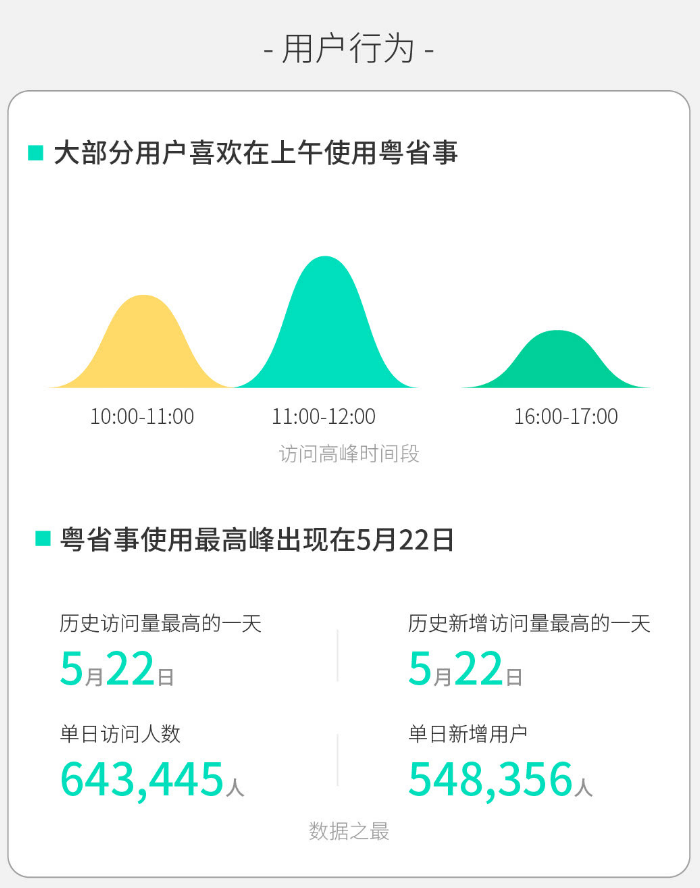 - 用户行为 -
大部分用户喜欢在上午使用粤省事
10:00-11:00 11:00-12:00 16:00-17:00
访问高峰时间段
粤省事使用最高峰出现在5月22日
历史访问量最高的一天 历史新增访问量最高的一天
5月22日 5月22日
单日访问人数 单日新增用户
643,445人 548,356人
数据之最